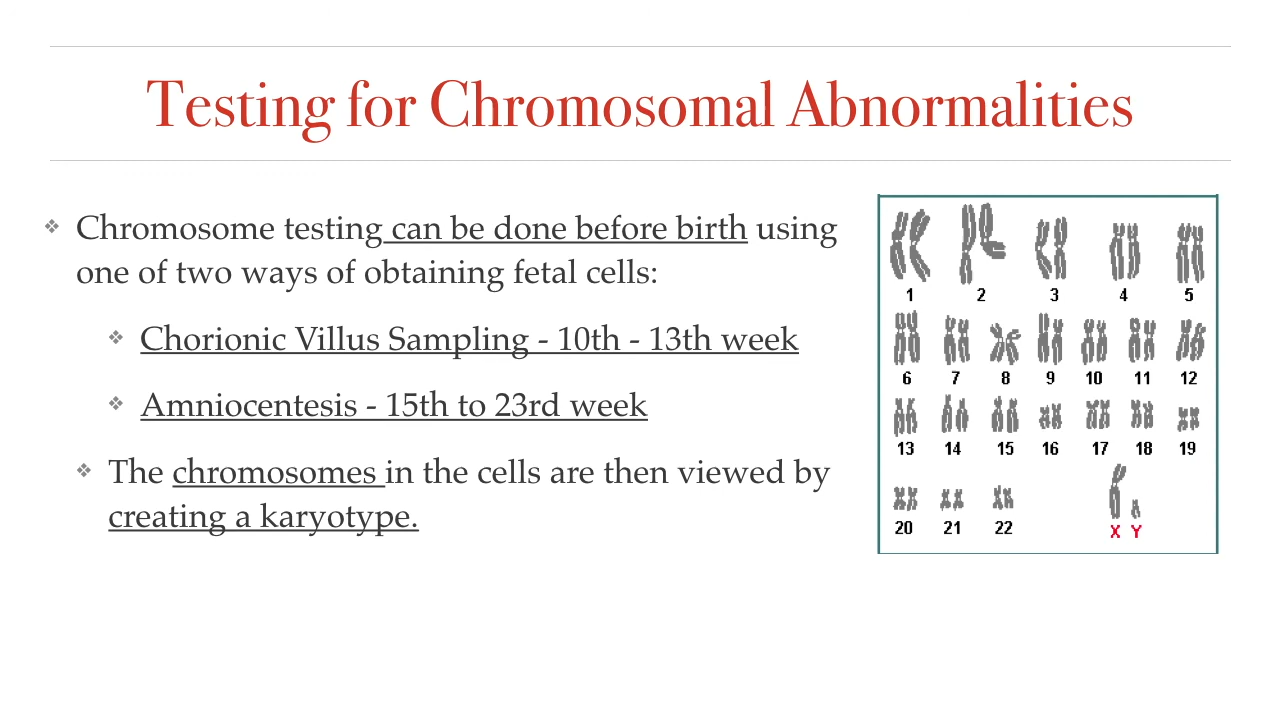 Testing for Chromosomal Abnormalities
❖ Chromosome testing can be done before birth using
one of two ways of obtaining fetal cells:
❖ Chorionic Villus Sampling - 10th - 13th week
❖ Amniocentesis - 15th to 23rd week
❖ The chromosomes in the cells are then viewed by
creating a karyotype.
1 2 3 4 5
6 7 8 9 10 11 12
13 14 15 16 17 18 19
20 21 22 X Y